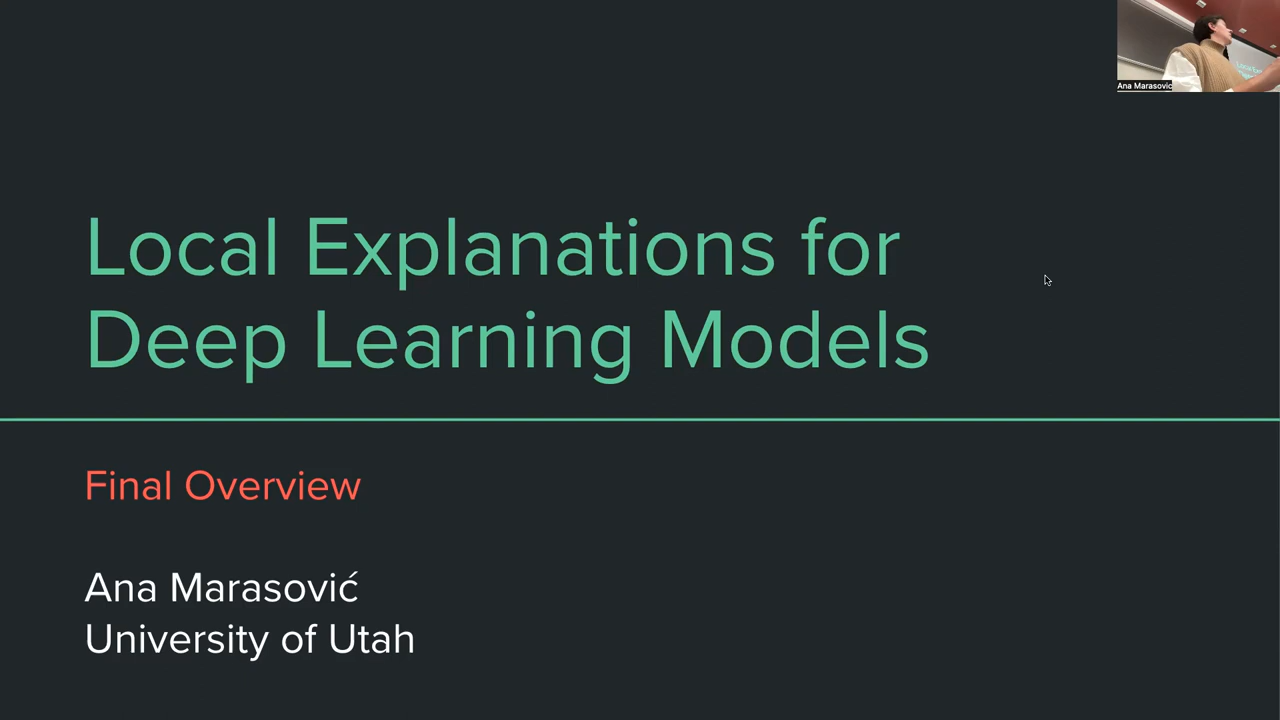 Ana Marasovic
Local Explanations for
Deep Learning Models
Final Overview
Ana Marasović
University of Utah